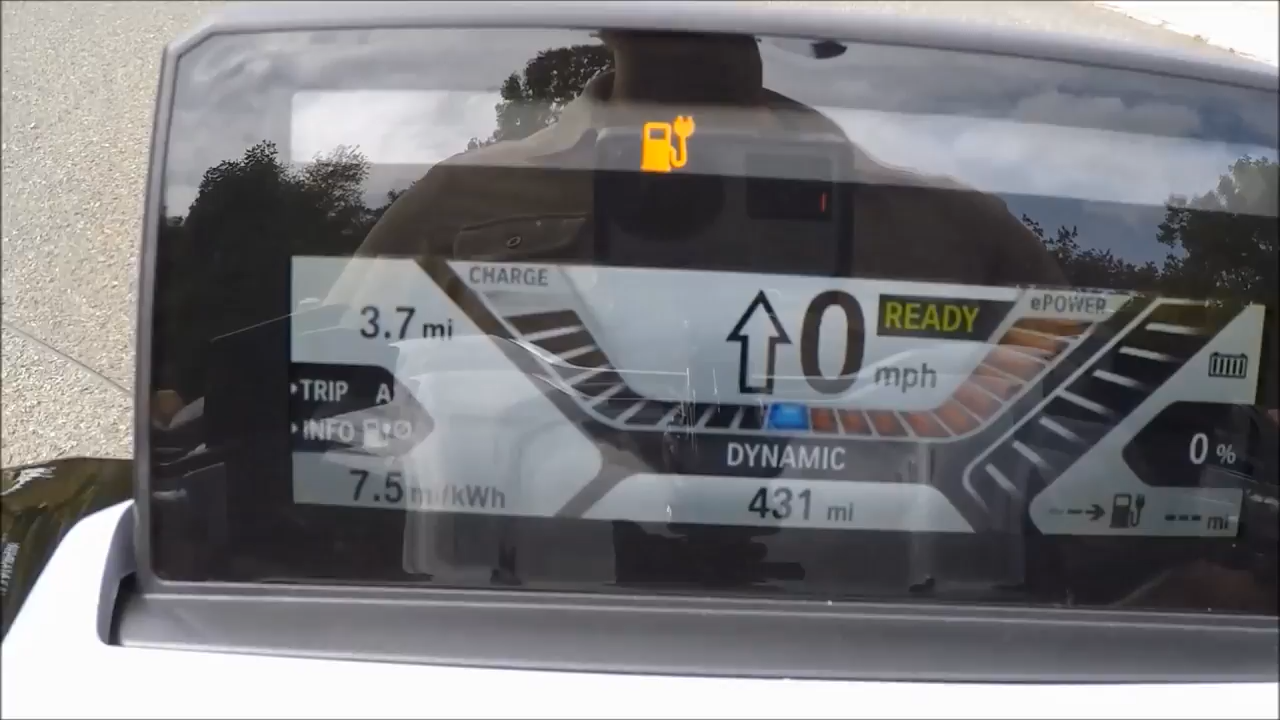 CHARGE
ePOWER
3.7 mi
0 READY
mph
TRIP A
INFO
0 %
DYNAMIC
7.5 mi/kWh
431 mi
--- mi